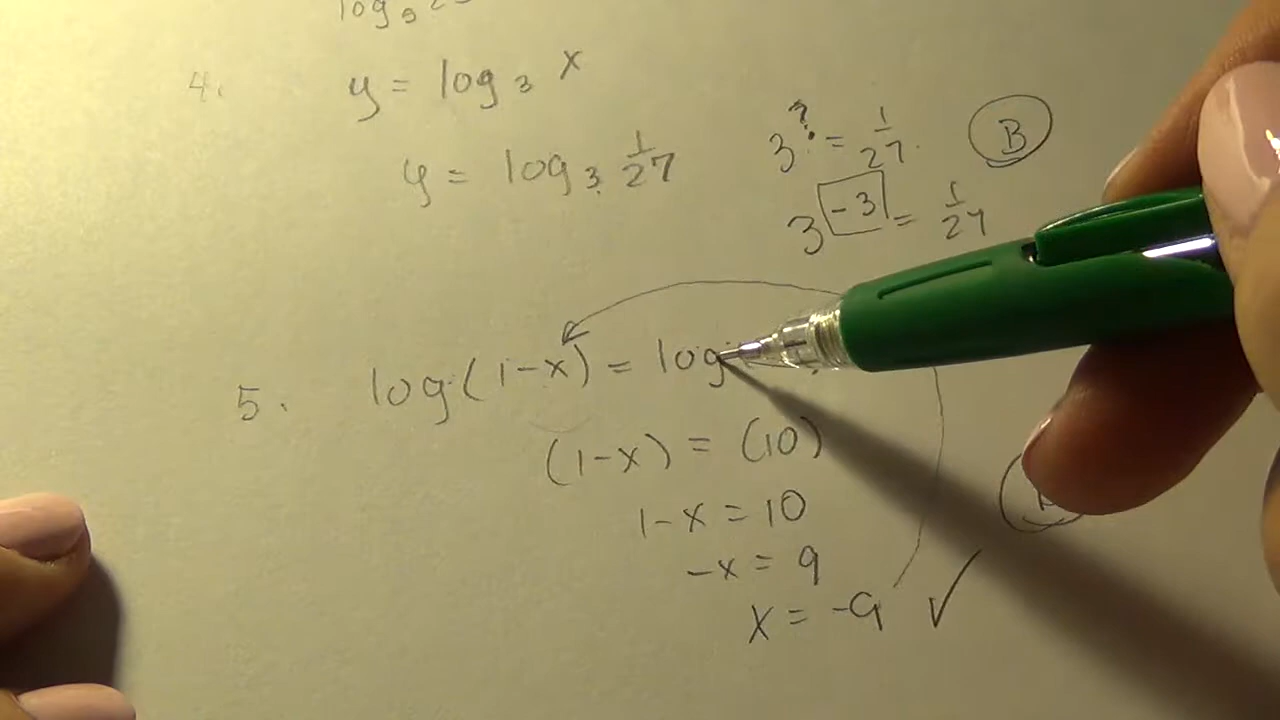 4. y = log₃ x
y = log₃ 1/27
3^? = 1/27
B
3^-3 = 1/27
5. log(1-x) = log
(1-x) = (10)
1-x = 10
-x = 9
x = -9 ✓